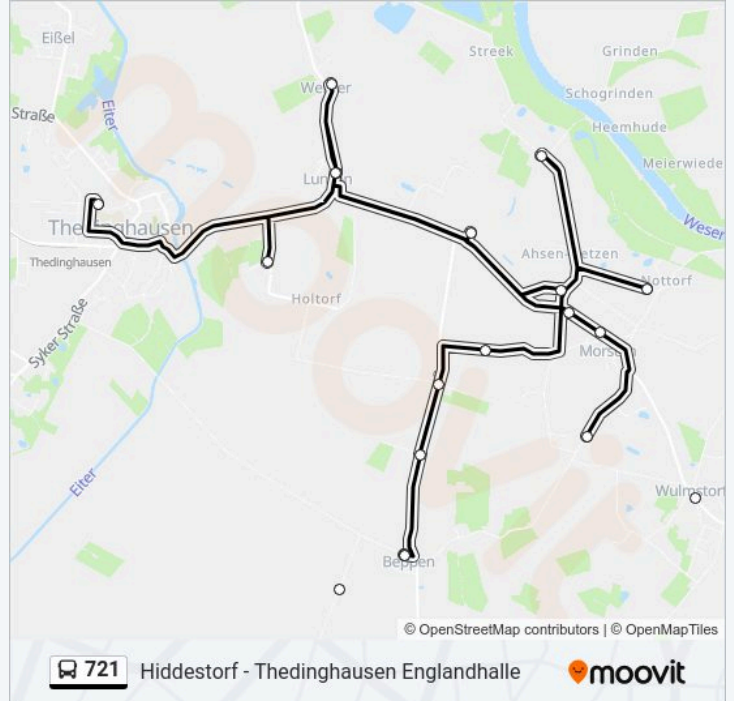 Eißel
Streek
Grinden
Straße
Eiter
Schogrinden
Heemhude
Meierwiede
Weser
Thedinghausen
Ahsen-Oetzen
Nottorf
Thedinghausen
Holtorf
Syker Straße
Eiter
Wulmstorf
Beppen
moovit
© OpenStreetMap contributors | © OpenMapTiles
721 Hiddestorf - Thedinghausen Englandhalle moovit